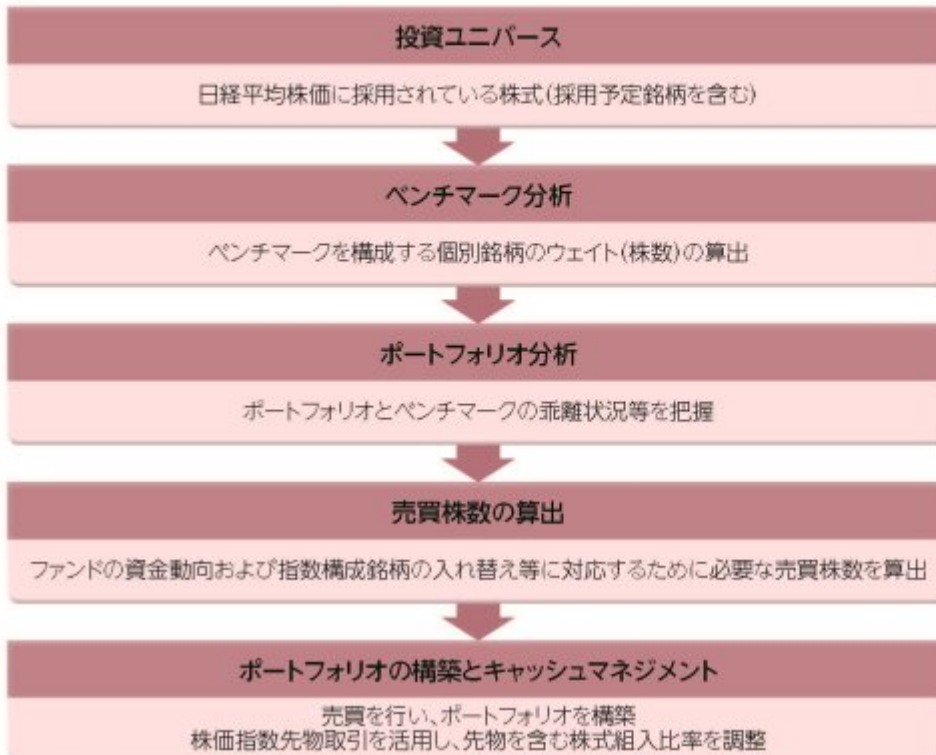 投資ユニバース
日経平均株価に採用されている株式(採用予定銘柄を含む)
ベンチマーク分析
ベンチマークを構成する個別銘柄のウェイト(株数)の算出
ポートフォリオ分析
ポートフォリオとベンチマークの乖離状況等を把握
売買株数の算出
ファンドの資金動向および指数構成銘柄の入れ替え等に対応するために必要な売買株数を算出
ポートフォリオの構築とキャッシュマネジメント
売買を行い、ポートフォリオを構築
株価指数先物取引を活用し、先物を含む株式組入比率を調整